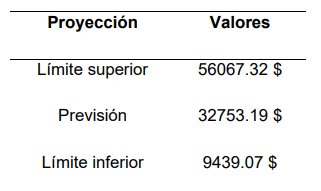 Proyección Valores
Límite superior 56067.32 $
Previsión 32753.19 $
Límite inferior 9439.07 $